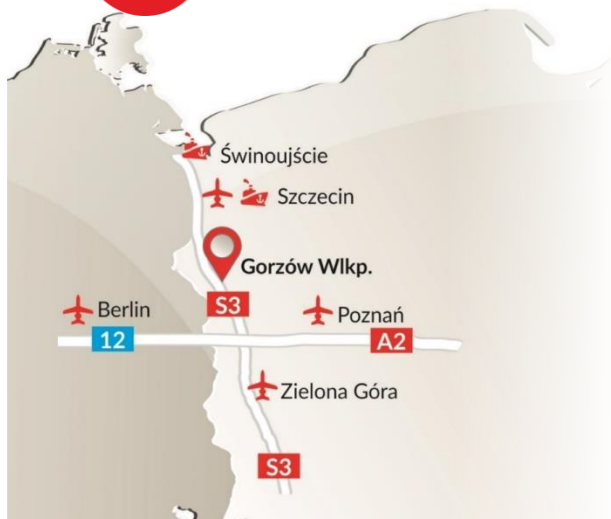 Świnoujście
Szczecin
Gorzów Wlkp.
Berlin
S3
Poznań
12
A2
Zielona Góra
S3